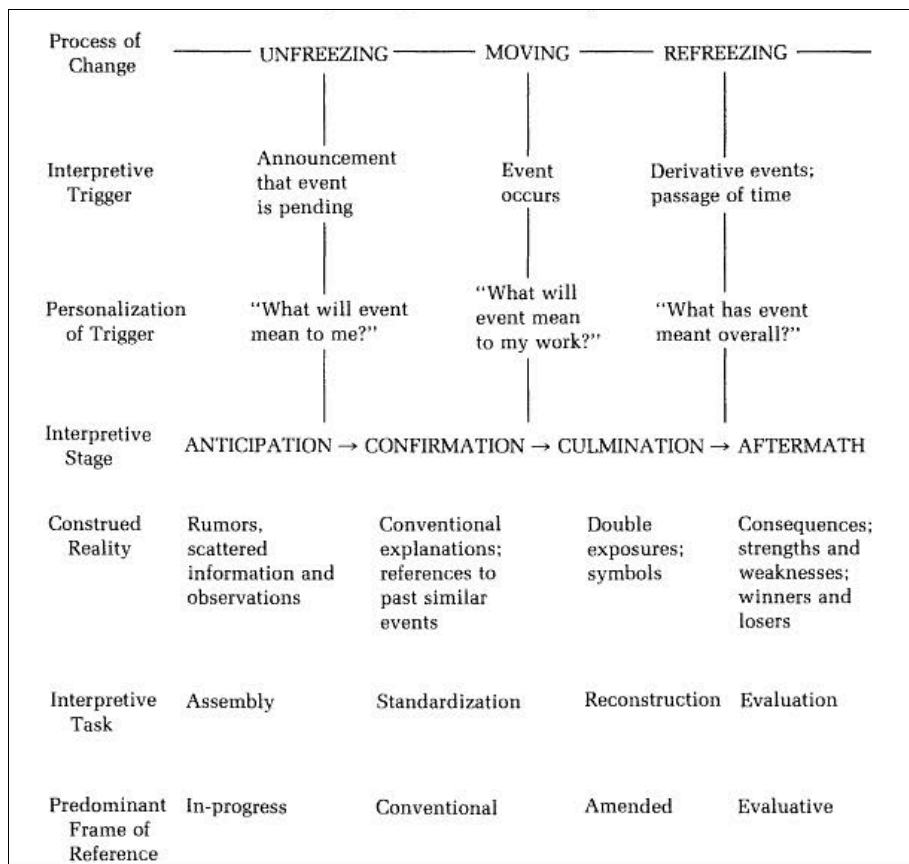 Process of Change — UNFREEZING — MOVING — REFREEZING —
Interpretive Trigger
Announcement that event is pending
Event occurs
Derivative events; passage of time
Personalization of Trigger
“What will event mean to me?”
“What will event mean to my work?”
“What has event meant overall?”
Interpretive Stage
ANTICIPATION → CONFIRMATION → CULMINATION → AFTERMATH
Construed Reality
Rumors, scattered information and observations
Conventional explanations; references to past similar events
Double exposures; symbols
Consequences; strengths and weaknesses; winners and losers
Interpretive Task
Assembly
Standardization
Reconstruction
Evaluation
Predominant Frame of Reference
In-progress
Conventional
Amended
Evaluative